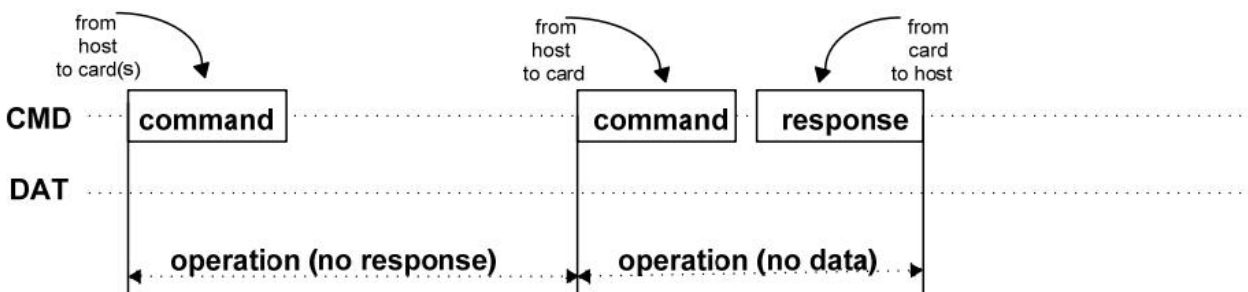 from
host
to card(s)
from
host
to card
from
card
to host
CMD
command
command
response
DAT
operation (no response)
operation (no data)